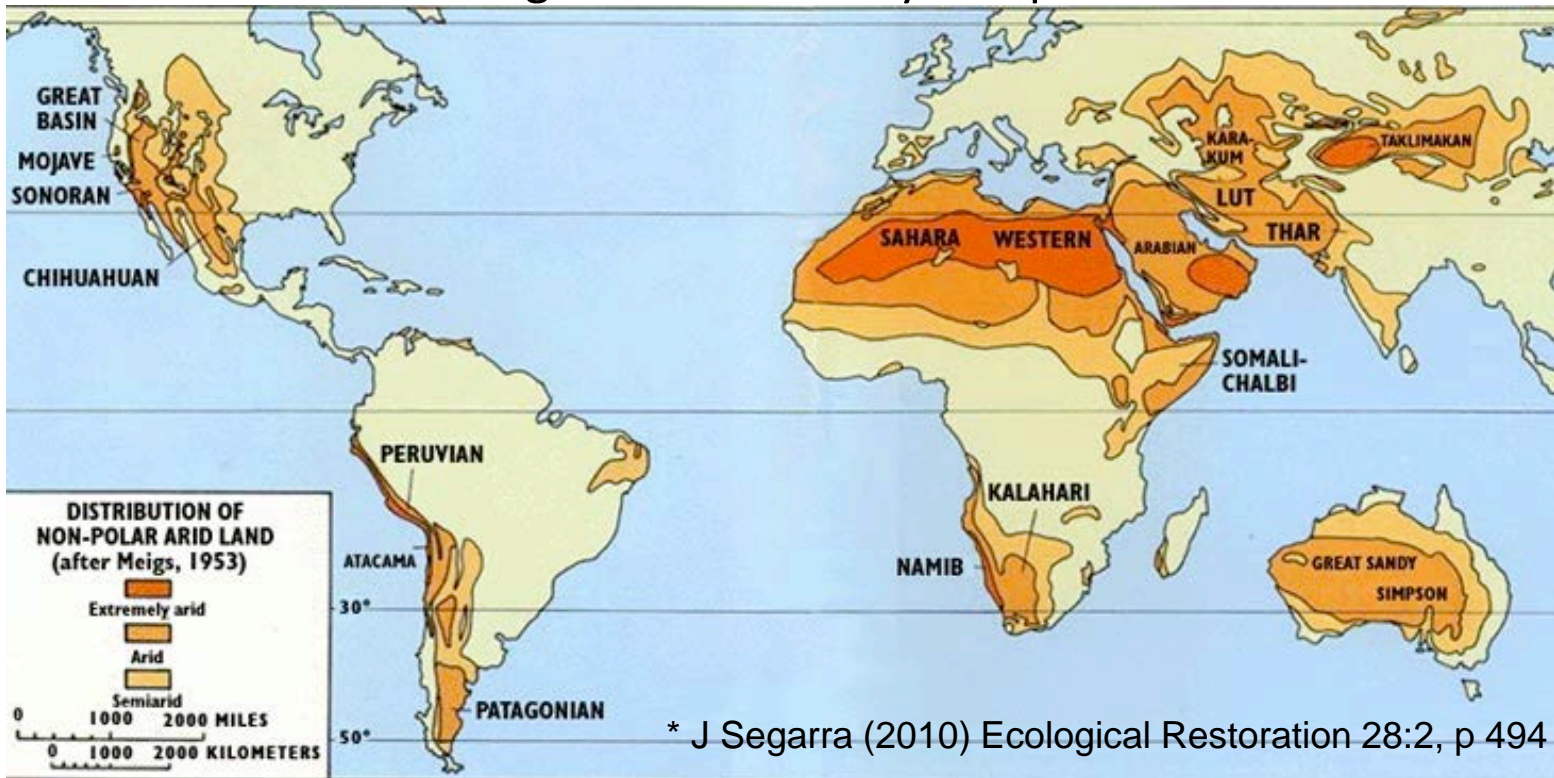 GREAT
BASIN
MOJAVE
SONORAN
CHIHUAHUAN
KARA-
KUM
TAKLIMAKAN
LUT
THAR
SAHARA
WESTERN
ARABIAN
SOMALI-
CHALBI
PERUVIAN
ATACAMA
KALAHARI
NAMIB
GREAT SANDY
SIMPSON
PATAGONIAN
30°
50°
DISTRIBUTION OF
NON-POLAR ARID LAND
(after Meigs, 1953)
Extremely arid
Arid
Semiarid
0 1000 2000 MILES
0 1000 2000 KILOMETERS
* J Segarra (2010) Ecological Restoration 28:2, p 494